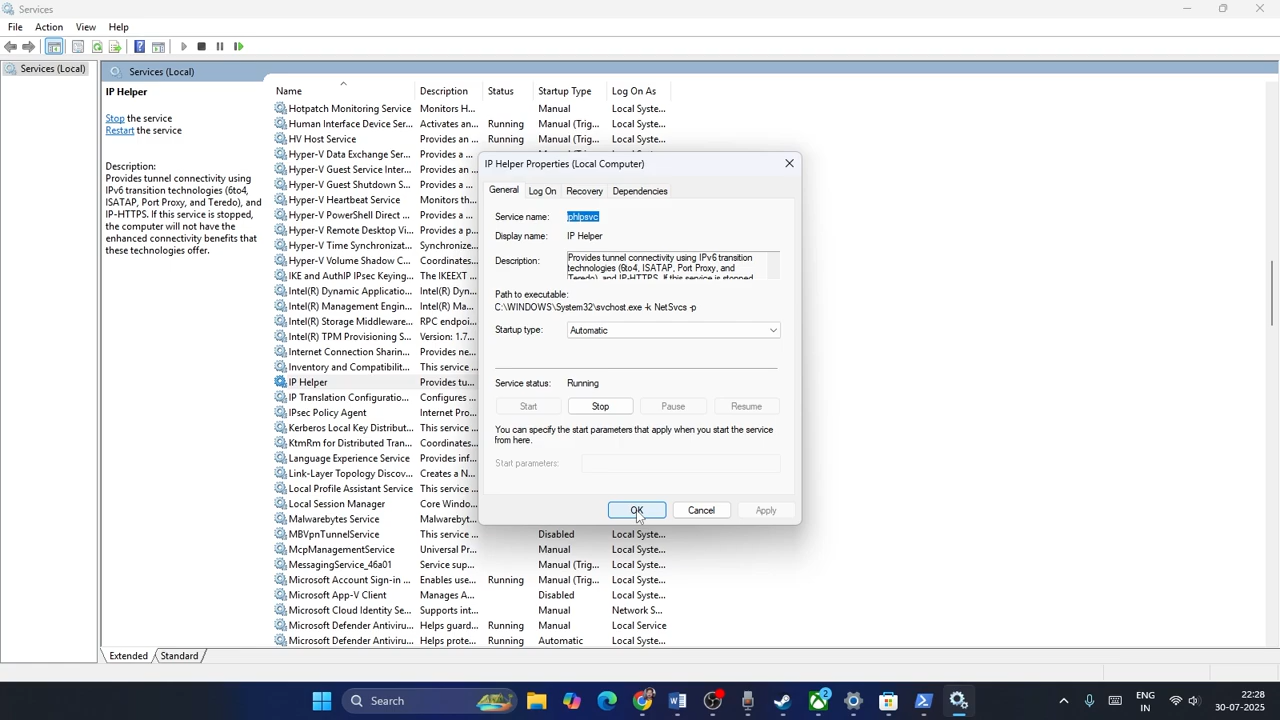 Services
File Action View Help
Services (Local)
Services (Local)
IP Helper
Stop the service
Restart the service
Description:
Provides tunnel connectivity using
IPv6 transition technologies (6to4,
ISATAP, Port Proxy, and Teredo), and
IP-HTTPS. If this service is stopped,
the computer will not have the
enhanced connectivity benefits that
these technologies offer.
Name Description Status Startup Type Log On As
Hotpatch Monitoring Service Monitors H... Manual Local Syste...
Human Interface Device Ser... Activates an... Running Manual (Trig... Local Syste...
HV Host Service Provides an ... Running Manual (Trig... Local Syste...
Hyper-V Data Exchange Ser... Provides a ...
Hyper-V Guest Service Inter... Provides an ...
Hyper-V Guest Shutdown S... Provides a ...
Hyper-V Heartbeat Service Monitors th...
Hyper-V PowerShell Direct ... Provides a ...
Hyper-V Remote Desktop Vi... Provides a p...
Hyper-V Time Synchronizat... Synchronize...
Hyper-V Volume Shadow C... Coordinates...
IKE and AuthIP IPsec Keying... The IKEEXT ...
Intel(R) Dynamic Applicatio... Intel(R) Dyn...
Intel(R) Management Engin... Intel(R) Ma...
Intel(R) Storage Middleware... RPC endpoi...
Intel(R) TPM Provisioning S... Version: 1.7...
Internet Connection Sharin... Provides ne...
Inventory and Compatibilit... This service ...
IP Helper Provides tu...
IP Translation Configuratio... Configures ...
IPsec Policy Agent Internet Pro...
Kerberos Local Key Distribut... This service ...
KtmRm for Distributed Tran... Coordinates...
Language Experience Service Provides inf...
Link-Layer Topology Discov... Creates a N...
Local Profile Assistant Service This service ...
Local Session Manager Core Windo...
Malwarebytes Service Malwarebyt...
MBVpnTunnelService This service ... Disabled Local Syste...
McpManagementService Universal Pr... Manual Local Syste...
MessagingService_46a01 Service sup... Manual (Trig... Local Syste...
Microsoft Account Sign-in ... Enables use... Running Manual (Trig... Local Syste...
Microsoft App-V Client Manages A... Disabled Local Syste...
Microsoft Cloud Identity Se... Supports int... Manual Network S...
Microsoft Defender Antiviru... Helps guard... Running Manual Local Service
Microsoft Defender Antiviru... Helps prote... Running Automatic Local Syste...
IP Helper Properties (Local Computer)
General Log On Recovery Dependencies
Service name: iphlpsvc
Display name: IP Helper
Description: Provides tunnel connectivity using IPv6 transition
technologies (6to4, ISATAP, Port Proxy, and
Teredo), and IP-HTTPS. If this service is stopped,
Path to executable:
C:\WINDOWS\System32\svchost.exe -k NetSvcs -p
Startup type: Automatic
Service status: Running
Start Stop Pause Resume
You can specify the start parameters that apply when you start the service
from here.
Start parameters:
OK Cancel Apply
Extended Standard
Search
2
ENG
IN
22:28
30-07-2025